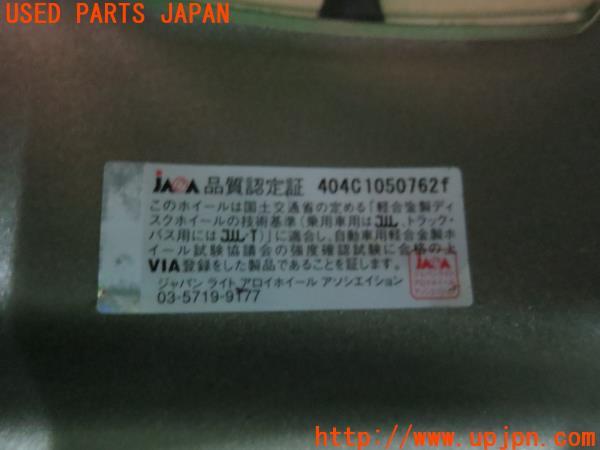 USED PARTS JAPAN
JAWA 品質認定証 404C1050762f
このホイールは国土交通省の定める「軽合金製ディ
スクホイールの技術基準(乗用車用はJWL、トラック・
バス用にはJWL-T)」に適合し、自動車用軽合金製ホ
イール試験協議会の強度確認試験に合格の上
VIA登録をした製品であることを証します。
ジャパン ライト アロイホイール アソシエイション
03-5719-9177
JAWA
UPJ
http://www.upjpn.com/